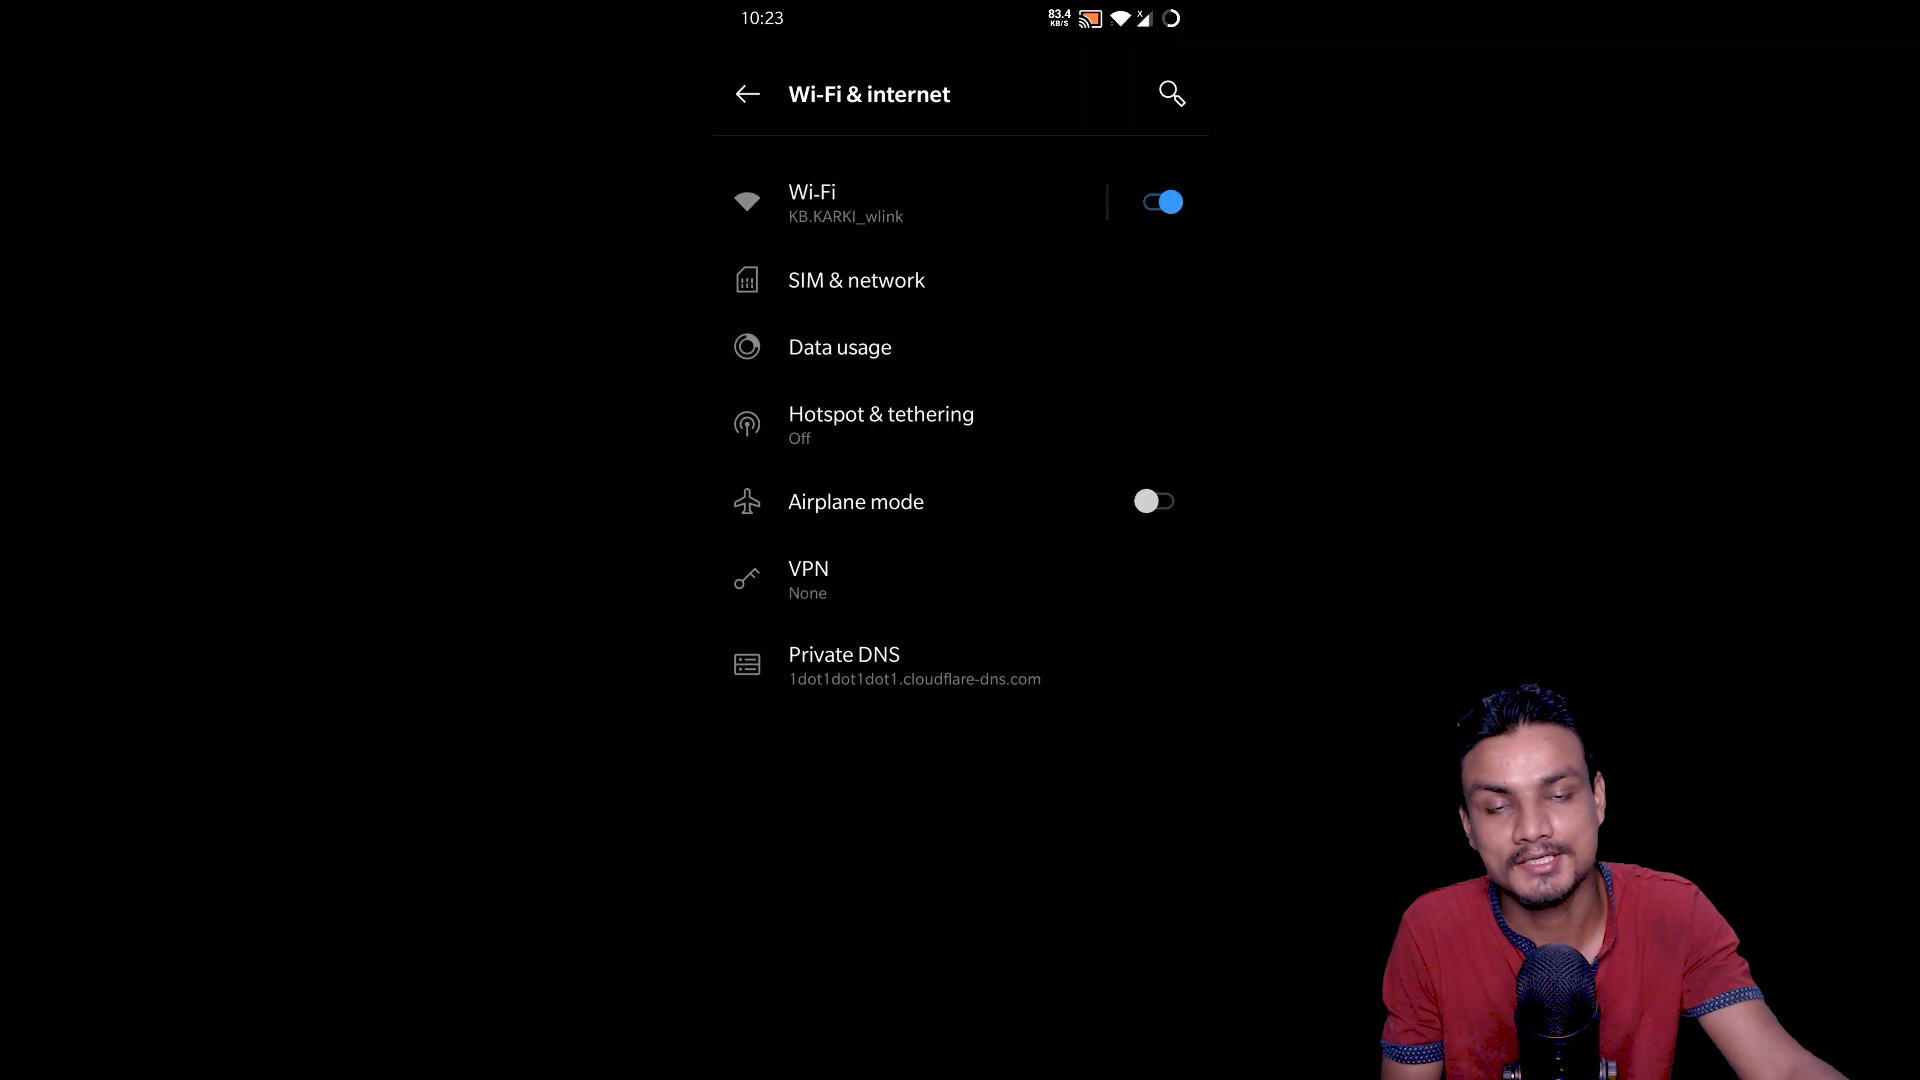 10:23
83.4
KB/S
X
Wi-Fi & internet
Wi-Fi
KB.KARKI_wlink
SIM & network
Data usage
Hotspot & tethering
Off
Airplane mode
VPN
None
Private DNS
1dot1dot1dot1.cloudflare-dns.com